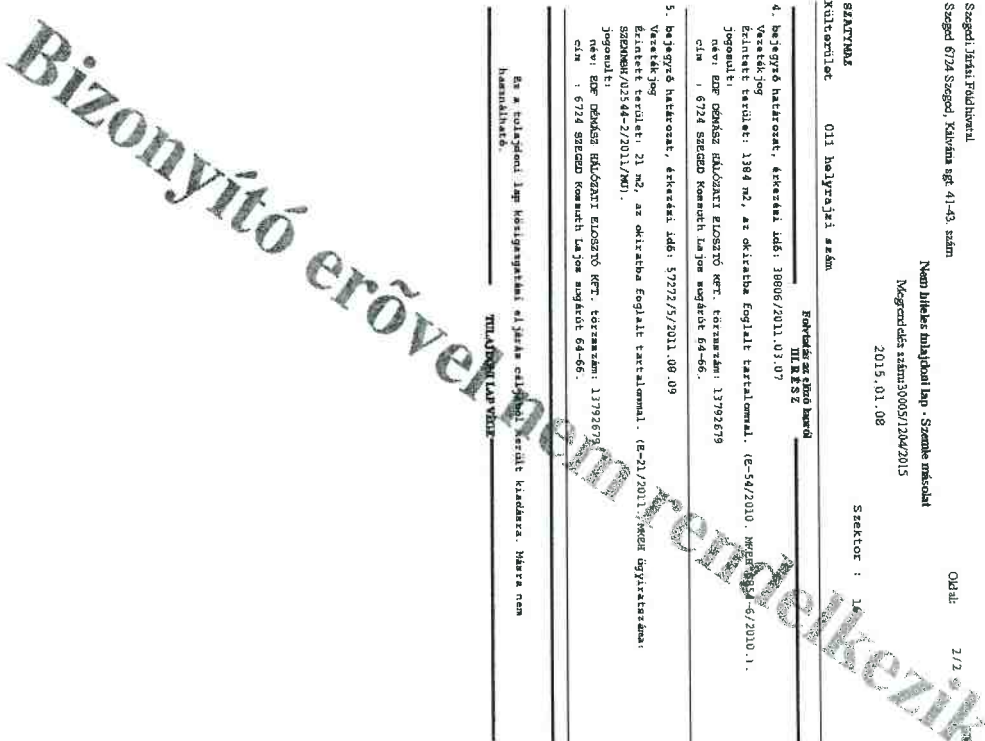 Szegedi Járási Földhivatal
Szeged 6724 Szeged, Kálvária sgt. 41-43. szám
Oldal: 2/2
Nem hiteles tulajdoni lap - Szemle másolat
Megrendelés szám:30005/1204/2015
2015.01.08
SZATYMAZ
Szektor : 16
Külterület 011 helyrajzi szám
Folytatás az előző lapról
III.RÉSZ
4. bejegyző határozat, érkezési idő: 38806/2011.03.07
Vezetékjog
Érintett terület: 1384 m2, az okiratba foglalt tartalommal. (E-54/2010. MKEH
jogosult:
név: EDF DÉMÁSZ HÁLÓZATI ELOSZTÓ KFT. törzsszám: 13792679
cím : 6724 SZEGED Kossuth Lajos sugárút 64-66.
5. bejegyző határozat, érkezési idő: 57272/5/2011.08.09
Vezetékjog
Érintett terület: 21 m2, az okiratba foglalt tartalommal. (E-21/2011. MKEH ügyiratszáma:
SZEMMBH/02544-2/2011/MU).
jogosult:
név: EDF DÉMÁSZ HÁLÓZATI ELOSZTÓ KFT. törzsszám: 13792679
cím : 6724 SZEGED Kossuth Lajos sugárút 64-66.
Ez a tulajdoni lap közigazgatási eljárás céljából került kiadásra. Másra nem
használható.
TULAJDONI LAP VÉGE
Bizonyító erővel nem rendelkezik